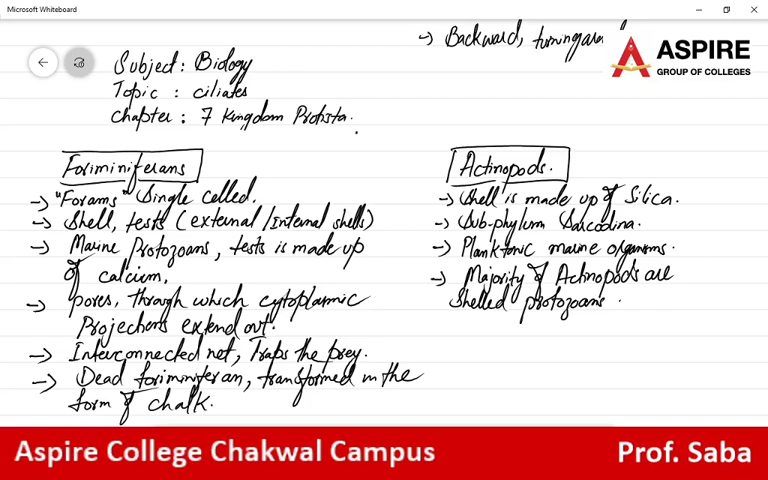 Microsoft Whiteboard
→ Backward, turning aroun
ASPIRE
GROUP OF COLLEGES
Subject : Biology
Topic : ciliates
Chapter : 7 Kingdom Protista.
Foriminiferans
→ "Forams" Single celled.
→ Shell, tests (external/Internal shells)
→ Marine Protozoans, tests is made up
of calcium.
→ pores, through which cytoplasmic
Projections extend out.
→ Interconnected net, Traps the prey.
→ Dead foriminiferan, transformed in the
form of chalk.
Actinopods.
→ Shell is made up of Silica.
→ Sub-phylum Sarcodina.
→ Planktonic marine organisms.
→ Majority of Actinopods are
Shelled protozoans.
Aspire College Chakwal Campus
Prof. Saba